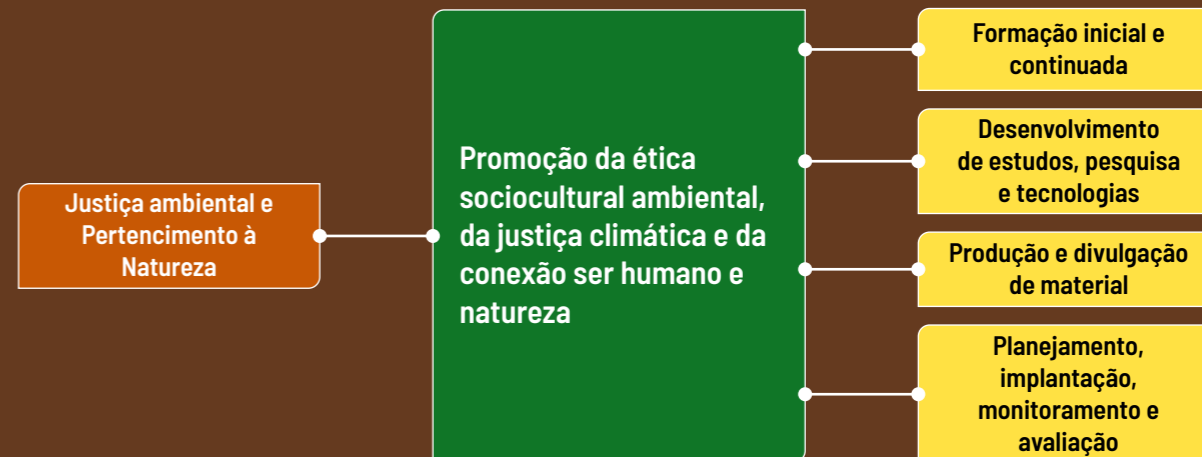 Justiça ambiental e
Pertencimento à
Natureza
Promoção da ética
sociocultural ambiental,
da justiça climática e da
conexão ser humano e
natureza
Formação inicial e
continuada
Desenvolvimento
de estudos, pesquisa
e tecnologias
Produção e divulgação
de material
Planejamento,
implantação,
monitoramento e
avaliação